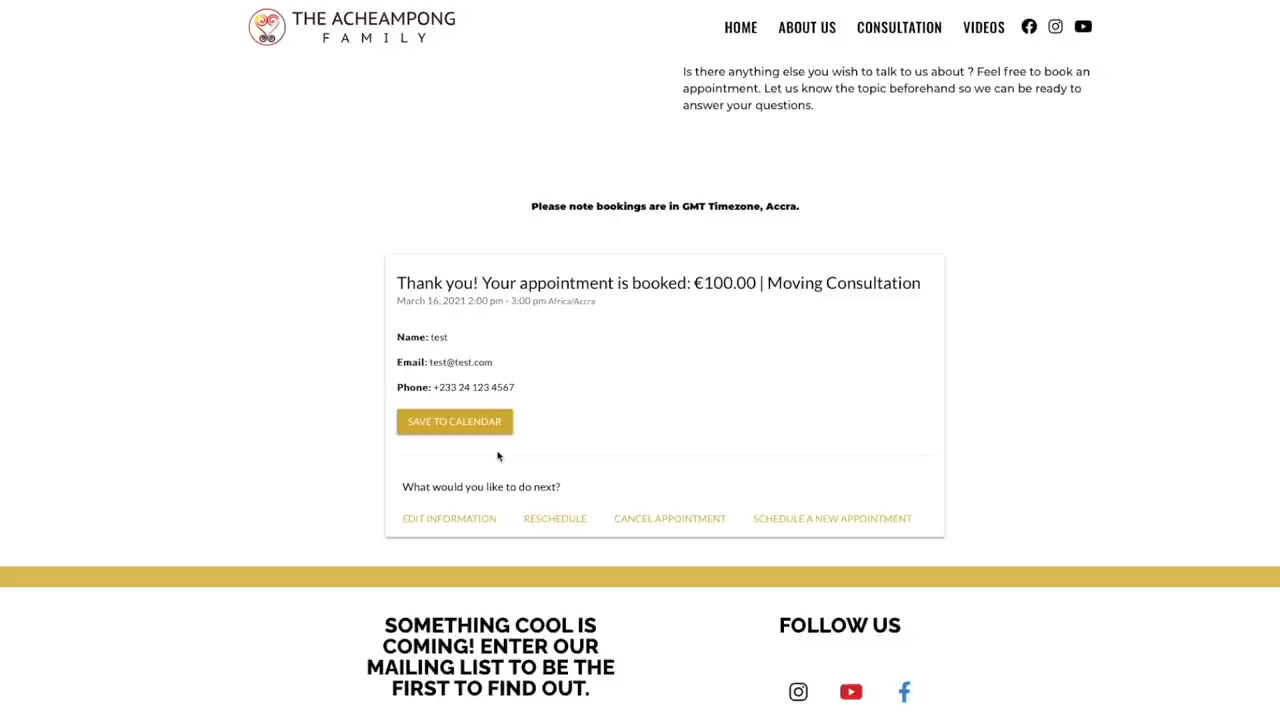 THE ACHEAMPONG
FAMILY
HOME ABOUT US CONSULTATION VIDEOS
Is there anything else you wish to talk to us about ? Feel free to book an
appointment. Let us know the topic beforehand so we can be ready to
answer your questions.
Please note bookings are in GMT Timezone, Accra.
Thank you! Your appointment is booked: €100.00 | Moving Consultation
March 16, 2021 2:00 pm - 3:00 pm Africa/Accra
Name: test
Email: test@test.com
Phone: +233 24 123 4567
SAVE TO CALENDAR
What would you like to do next?
EDIT INFORMATION RESCHEDULE CANCEL APPOINTMENT SCHEDULE A NEW APPOINTMENT
SOMETHING COOL IS
COMING! ENTER OUR
MAILING LIST TO BE THE
FIRST TO FIND OUT.
FOLLOW US